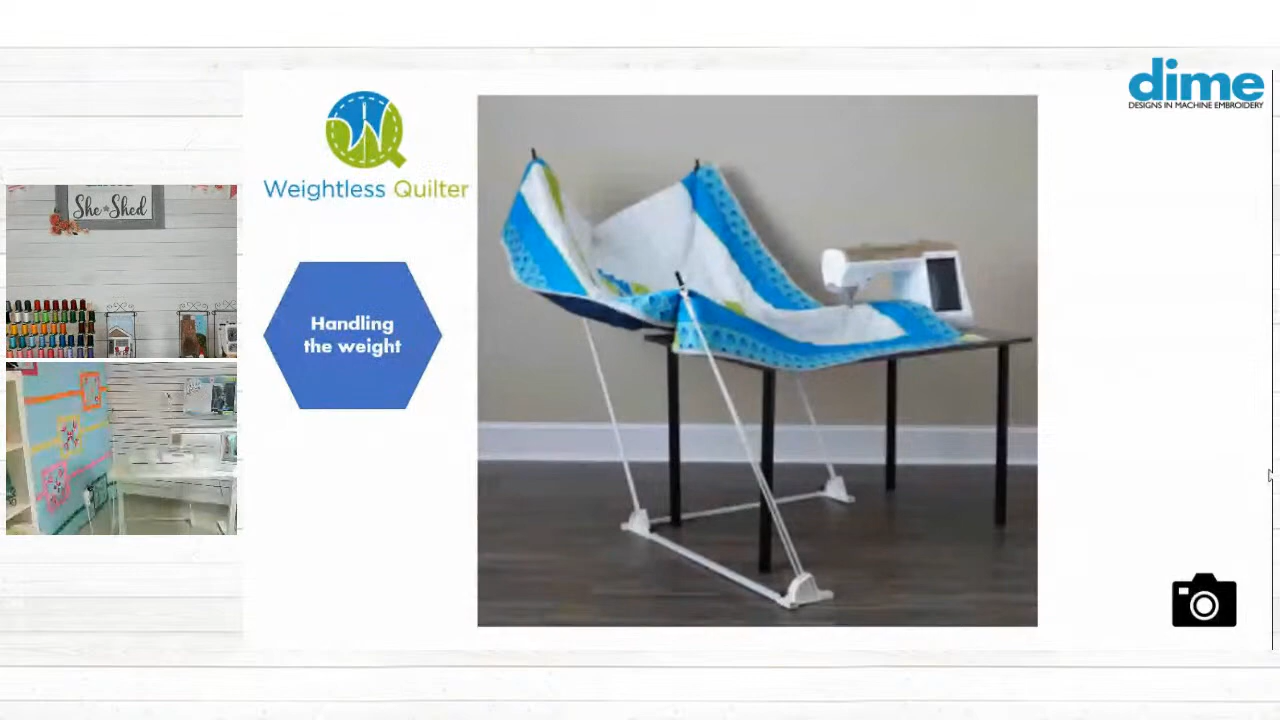 dime
DESIGNS IN MACHINE EMBROIDERY
Weightless Quilter
She Shed
Handling
the weight